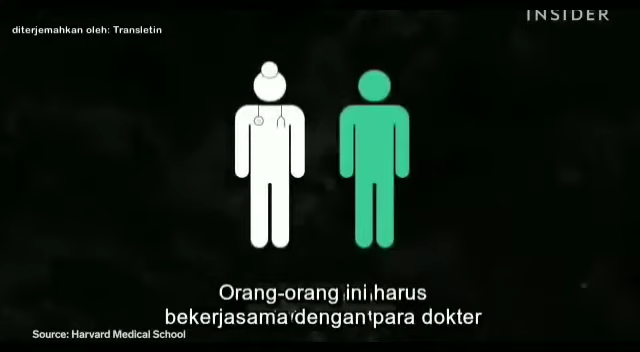 INSIDER
diterjemahkan oleh: Transletin
Orang-orang ini harus
bekerjasama dengan para dokter
Source: Harvard Medical School